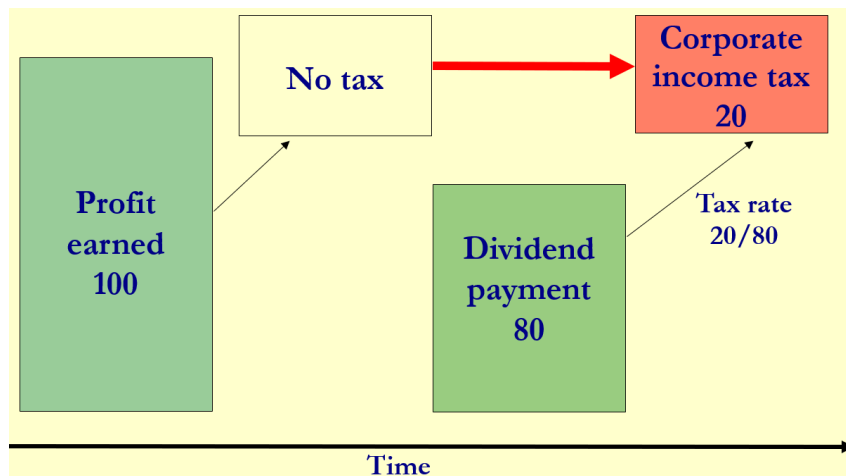 No tax
Corporate
income tax
20
Profit
earned
100
Dividend
payment
80
Tax rate
20/80
Time